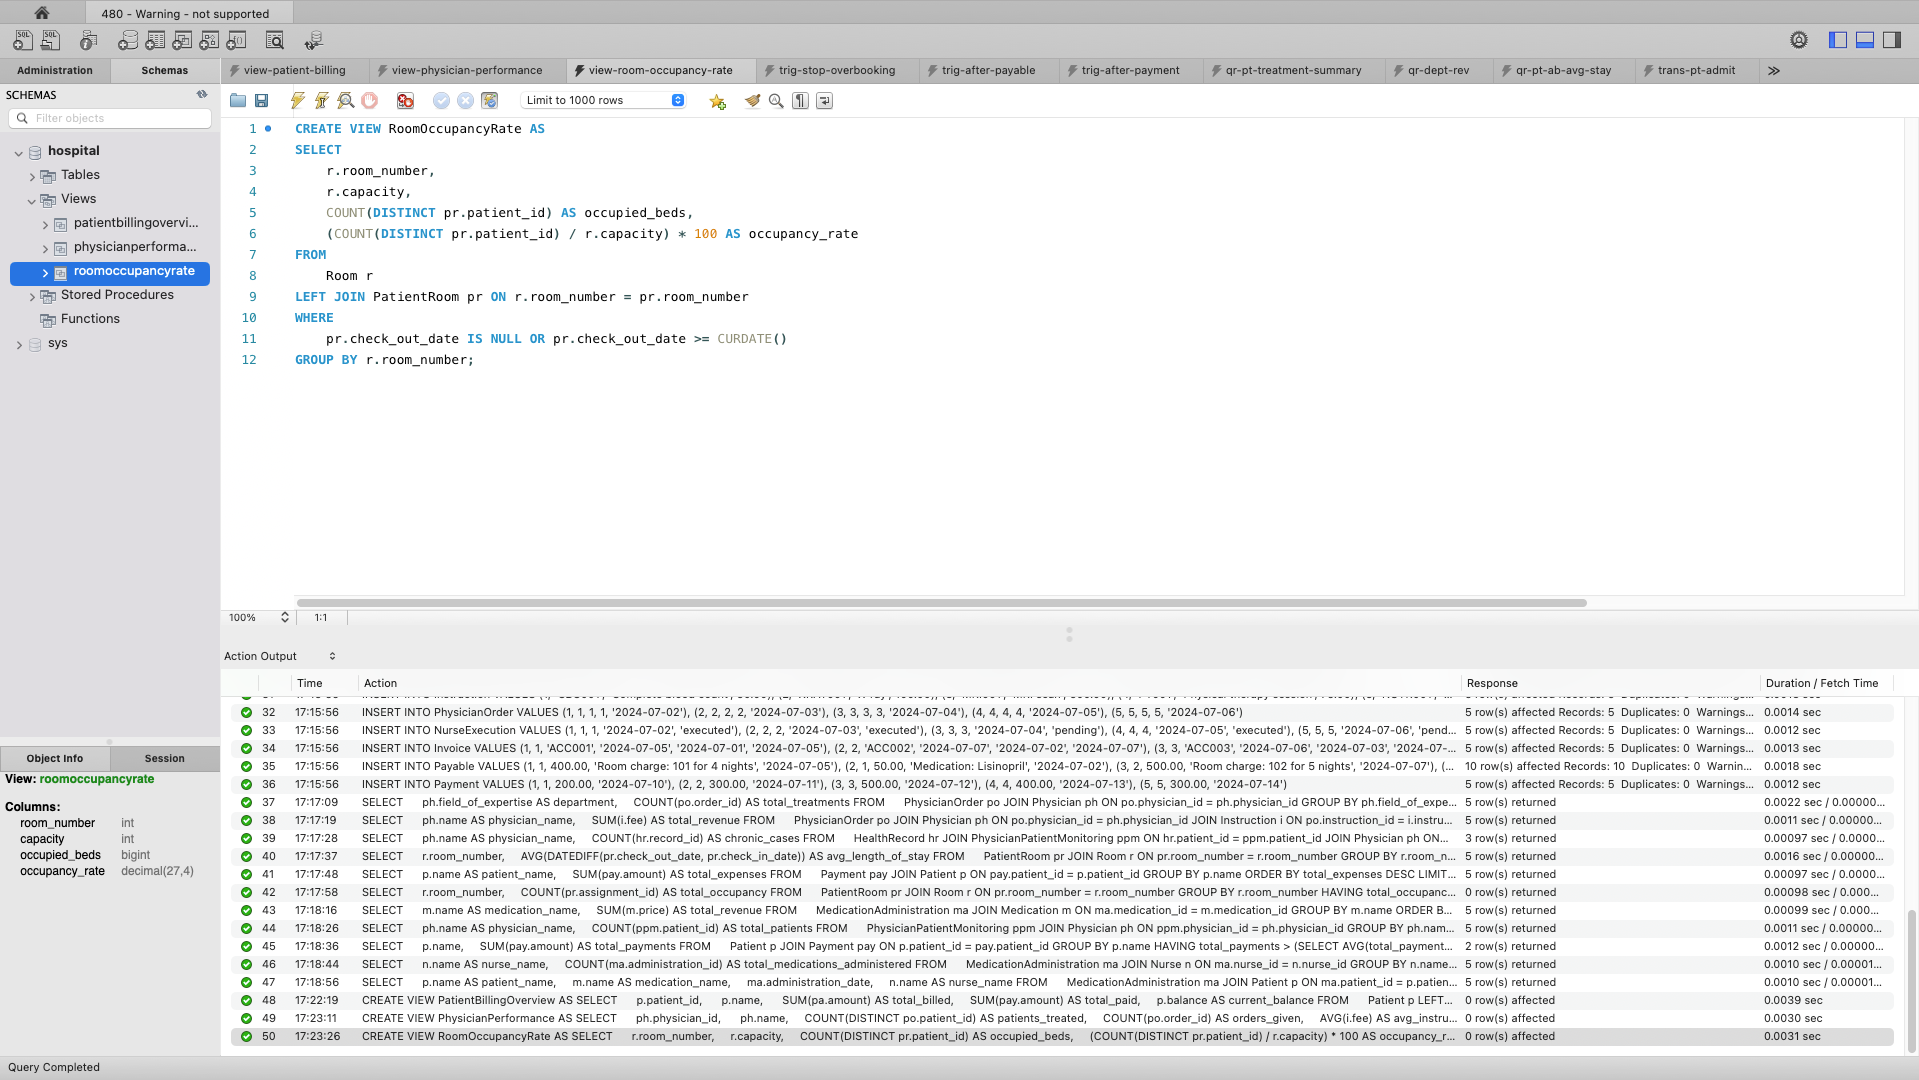 480 - Warning - not supported
Administration
Schemas
view-patient-billing
view-physician-performance
view-room-occupancy-rate
trig-stop-overbooking
trig-after-payable
trig-after-payment
qr-pt-treatment-summary
qr-dept-rev
qr-pt-ab-avg-stay
trans-pt-admit
SCHEMAS
Filter objects
hospital
Tables
Views
patientbillingovervi...
physicianperforma...
roomoccupancyrate
Stored Procedures
Functions
sys
Limit to 1000 rows
1 CREATE VIEW RoomOccupancyRate AS
2 SELECT
3 r.room_number,
4 r.capacity,
5 COUNT(DISTINCT pr.patient_id) AS occupied_beds,
6 (COUNT(DISTINCT pr.patient_id) / r.capacity) * 100 AS occupancy_rate
7 FROM
8 Room r
9 LEFT JOIN PatientRoom pr ON r.room_number = pr.room_number
10 WHERE
11 pr.check_out_date IS NULL OR pr.check_out_date >= CURDATE()
12 GROUP BY r.room_number;
100% 1:1
Object Info
Session
View: roomoccupancyrate
Columns:
room_number int
capacity int
occupied_beds bigint
occupancy_rate decimal(27,4)
Action Output
Time Action Response Duration / Fetch Time
32 17:15:56 INSERT INTO PhysicianOrder VALUES (1, 1, 1, 1, '2024-07-02'), (2, 2, 2, 2, '2024-07-03'), (3, 3, 3, 3, '2024-07-04'), (4, 4, 4, 4, '2024-07-05'), (5, 5, 5, 5, '2024-07-06') 5 row(s) affected Records: 5 Duplicates: 0 Warnings... 0.0014 sec
33 17:15:56 INSERT INTO NurseExecution VALUES (1, 1, 1, '2024-07-02', 'executed'), (2, 2, 2, '2024-07-03', 'executed'), (3, 3, 3, '2024-07-04', 'pending'), (4, 4, 4, '2024-07-05', 'executed'), (5, 5, 5, '2024-07-06', 'pend... 5 row(s) affected Records: 5 Duplicates: 0 Warnings... 0.0012 sec
34 17:15:56 INSERT INTO Invoice VALUES (1, 1, 'ACC001', '2024-07-05', '2024-07-01', '2024-07-05'), (2, 2, 'ACC002', '2024-07-07', '2024-07-02', '2024-07-07'), (3, 3, 'ACC003', '2024-07-06', '2024-07-03', '2024-07-... 5 row(s) affected Records: 5 Duplicates: 0 Warnings... 0.0013 sec
35 17:15:56 INSERT INTO Payable VALUES (1, 1, 400.00, 'Room charge: 101 for 4 nights', '2024-07-05'), (2, 1, 50.00, 'Medication: Lisinopril', '2024-07-02'), (3, 2, 500.00, 'Room charge: 102 for 5 nights', '2024-07-07'), (... 10 row(s) affected Records: 10 Duplicates: 0 Warnin... 0.0018 sec
36 17:15:56 INSERT INTO Payment VALUES (1, 1, 200.00, '2024-07-10'), (2, 2, 300.00, '2024-07-11'), (3, 3, 500.00, '2024-07-12'), (4, 4, 400.00, '2024-07-13'), (5, 5, 300.00, '2024-07-14') 5 row(s) affected Records: 5 Duplicates: 0 Warnings... 0.0012 sec
37 17:17:09 SELECT ph.field_of_expertise AS department, COUNT(po.order_id) AS total_treatments FROM PhysicianOrder po JOIN Physician ph ON po.physician_id = ph.physician_id GROUP BY ph.field_of_expe... 5 row(s) returned 0.0022 sec / 0.00000...
38 17:17:19 SELECT ph.name AS physician_name, SUM(i.fee) AS total_revenue FROM PhysicianOrder po JOIN Physician ph ON po.physician_id = ph.physician_id JOIN Instruction i ON po.instruction_id = i.instru... 5 row(s) returned 0.0011 sec / 0.00000...
39 17:17:28 SELECT ph.name AS physician_name, COUNT(hr.record_id) AS chronic_cases FROM HealthRecord hr JOIN PhysicianPatientMonitoring ppm ON hr.patient_id = ppm.patient_id JOIN Physician ph ON... 3 row(s) returned 0.00097 sec / 0.0000...
40 17:17:37 SELECT r.room_number, AVG(DATEDIFF(pr.check_out_date, pr.check_in_date)) AS avg_length_of_stay FROM PatientRoom pr JOIN Room r ON pr.room_number = r.room_number GROUP BY r.room_n... 5 row(s) returned 0.0016 sec / 0.00000...
41 17:17:48 SELECT p.name AS patient_name, SUM(pay.amount) AS total_expenses FROM Payment pay JOIN Patient p ON pay.patient_id = p.patient_id GROUP BY p.name ORDER BY total_expenses DESC LIMIT... 5 row(s) returned 0.00097 sec / 0.0000...
42 17:17:58 SELECT r.room_number, COUNT(pr.assignment_id) AS total_occupancy FROM PatientRoom pr JOIN Room r ON pr.room_number = r.room_number GROUP BY r.room_number HAVING total_occupanc... 0 row(s) returned 0.00098 sec / 0.000...
43 17:18:16 SELECT m.name AS medication_name, SUM(m.price) AS total_revenue FROM MedicationAdministration ma JOIN Medication m ON ma.medication_id = m.medication_id GROUP BY m.name ORDER B... 5 row(s) returned 0.00099 sec / 0.000...
44 17:18:26 SELECT ph.name AS physician_name, COUNT(ppm.patient_id) AS total_patients FROM PhysicianPatientMonitoring ppm JOIN Physician ph ON ppm.physician_id = ph.physician_id GROUP BY ph.nam... 5 row(s) returned 0.0011 sec / 0.00000...
45 17:18:36 SELECT p.name, SUM(pay.amount) AS total_payments FROM Patient p JOIN Payment pay ON p.patient_id = pay.patient_id GROUP BY p.name HAVING total_payments > (SELECT AVG(total_payment... 2 row(s) returned 0.0012 sec / 0.00000...
46 17:18:44 SELECT n.name AS nurse_name, COUNT(ma.administration_id) AS total_medications_administered FROM MedicationAdministration ma JOIN Nurse n ON ma.nurse_id = n.nurse_id GROUP BY n.name... 5 row(s) returned 0.0010 sec / 0.00001...
47 17:18:56 SELECT p.name AS patient_name, m.name AS medication_name, ma.administration_date, n.name AS nurse_name FROM MedicationAdministration ma JOIN Patient p ON ma.patient_id = p.patien... 5 row(s) returned 0.0010 sec / 0.00001...
48 17:22:19 CREATE VIEW PatientBillingOverview AS SELECT p.patient_id, p.name, SUM(pa.amount) AS total_billed, SUM(pay.amount) AS total_paid, p.balance AS current_balance FROM Patient p LEFT... 0 row(s) affected 0.0039 sec
49 17:23:11 CREATE VIEW PhysicianPerformance AS SELECT ph.physician_id, ph.name, COUNT(DISTINCT po.patient_id) AS patients_treated, COUNT(po.order_id) AS orders_given, AVG(i.fee) AS avg_instru... 0 row(s) affected 0.0030 sec
50 17:23:26 CREATE VIEW RoomOccupancyRate AS SELECT r.room_number, r.capacity, COUNT(DISTINCT pr.patient_id) AS occupied_beds, (COUNT(DISTINCT pr.patient_id) / r.capacity) * 100 AS occupancy_r... 0 row(s) affected 0.0031 sec
Query Completed